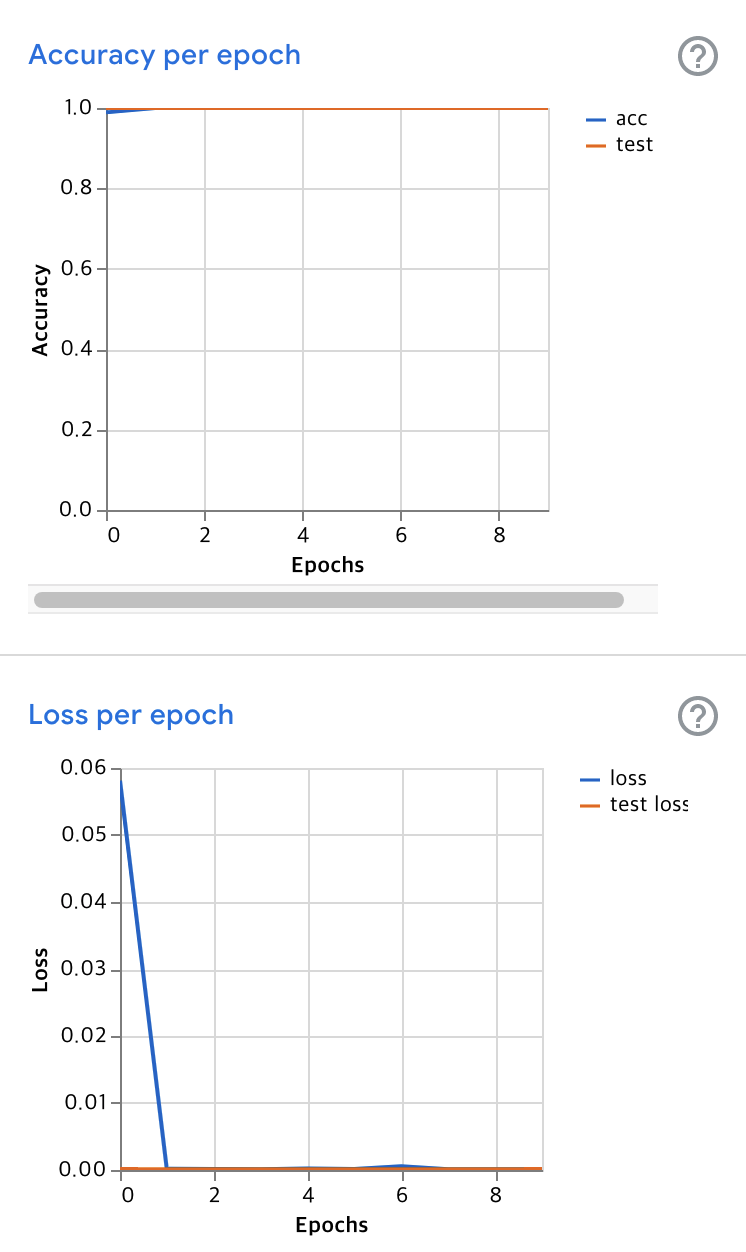 Accuracy per epoch
1.0
0.8
0.6
0.4
0.2
0.0
Accuracy
0 2 4 6 8
Epochs
acc
test
Loss per epoch
0.06
0.05
0.04
0.03
0.02
0.01
0.00
Loss
0 2 4 6 8
Epochs
loss
test loss